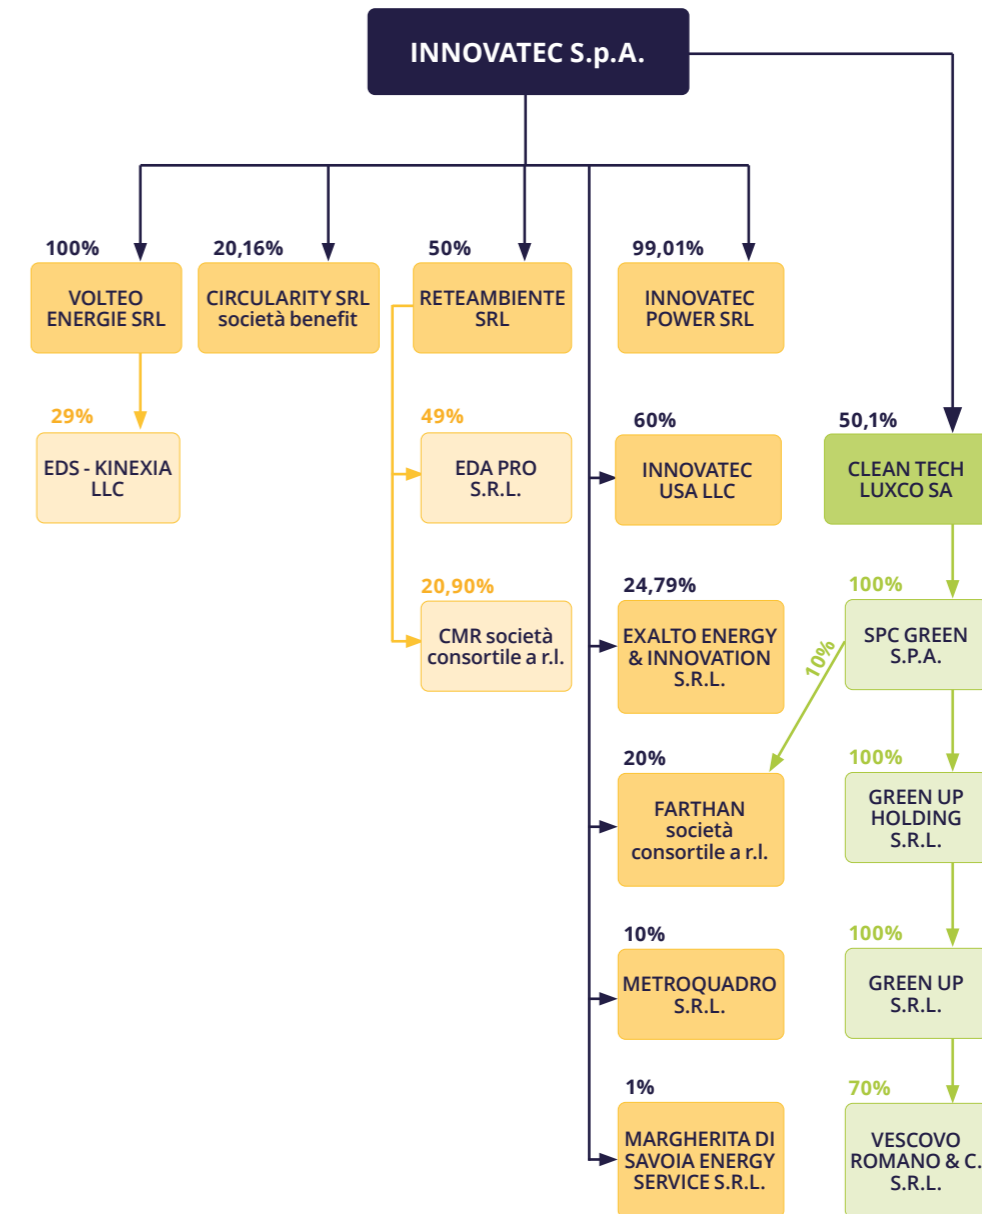 INNOVATEC S.p.A.
100%
VOLTEO
ENERGIE SRL
20,16%
CIRCULARITY SRL
società benefit
50%
RETEAMBIENTE
SRL
99,01%
INNOVATEC
POWER SRL
29%
EDS - KINEXIA
LLC
49%
EDA PRO
S.R.L.
60%
INNOVATEC
USA LLC
50,1%
CLEAN TECH
LUXCO SA
20,90%
CMR società
consortile a r.l.
24,79%
EXALTO ENERGY
& INNOVATION
S.R.L.
10%
100%
SPC GREEN
S.P.A.
20%
FARTHAN
società
consortile a r.l.
100%
GREEN UP
HOLDING
S.R.L.
10%
METROQUADRO
S.R.L.
100%
GREEN UP
S.R.L.
1%
MARGHERITA DI
SAVOIA ENERGY
SERVICE S.R.L.
70%
VESCOVO
ROMANO & C.
S.R.L.